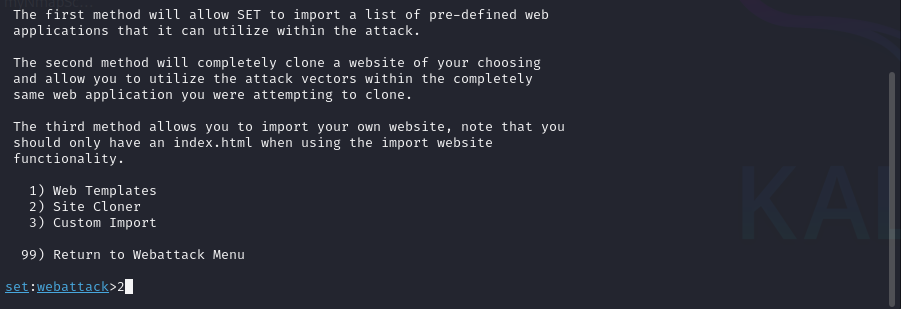 The first method will allow SET to import a list of pre-defined web
applications that it can utilize within the attack.
The second method will completely clone a website of your choosing
and allow you to utilize the attack vectors within the completely
same web application you were attempting to clone.
The third method allows you to import your own website, note that you
should only have an index.html when using the import website
functionality.
1) Web Templates
2) Site Cloner
3) Custom Import
KAL
99) Return to Webattack Menu
set:webattack>2